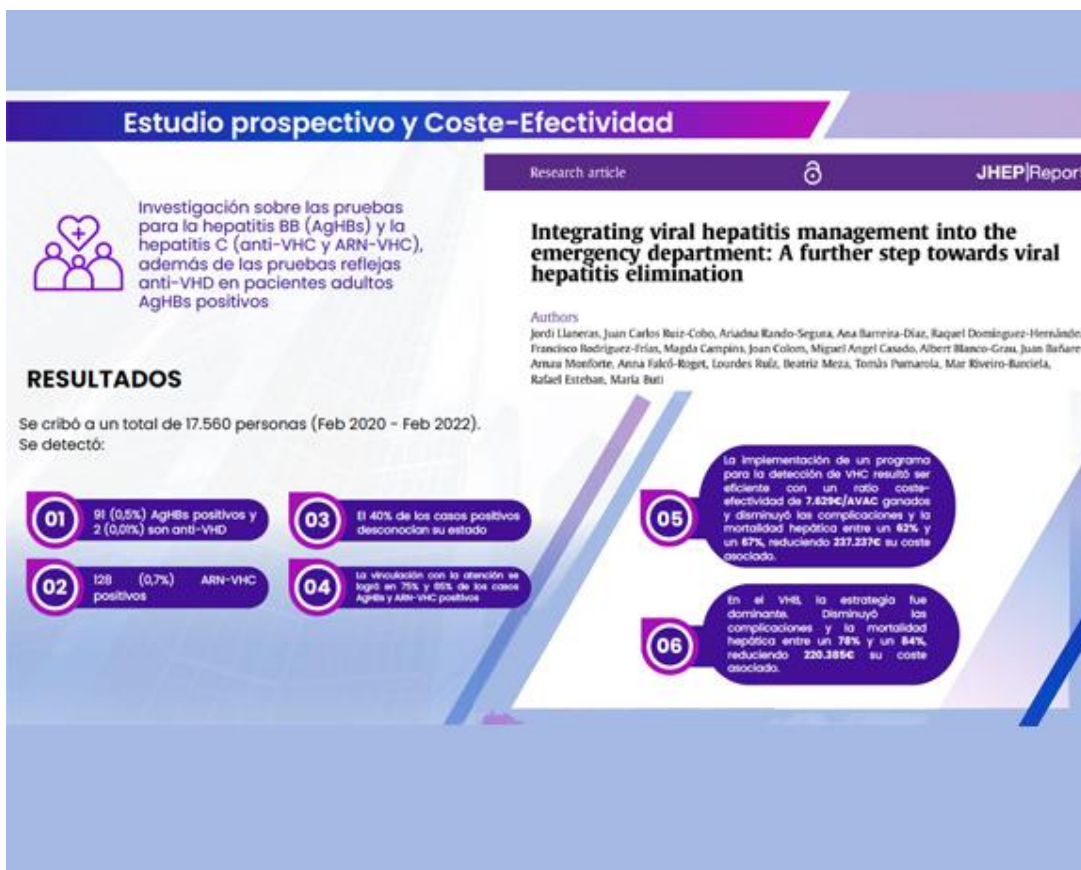 Estudio prospectivo y Coste-Efectividad
Investigación sobre las pruebas
para la hepatitis BB (AgHBs) y la
hepatitis C (anti-VHC y ARN-VHC),
además de las pruebas reflejas
anti-VHD en pacientes adultos
AgHBs positivos
RESULTADOS
Se cribó a un total de 17.560 personas (Feb 2020 - Feb 2022).
Se detectó:
01
91 (0,5%) AgHBs positivos y
2 (0,01%) son anti-VHD
02
128 (0,7%) ARN-VHC
positivos
03
El 40% de los casos positivos
desconocían su estado
04
La vinculación con la atención se
logró en 75% y 65% de los casos
AgHBs y ARN-VHC positivos
Research article
JHEP|Report
Integrating viral hepatitis management into the
emergency department: A further step towards viral
hepatitis elimination
Authors
Jordi Llaneras, Juan Carlos Ruiz-Cobo, Ariadna Rando-Segura, Ana Barreira-Díaz, Raquel Domínguez-Hernández
Francisco Rodríguez-Frías, Magda Campins, Joan Colom, Miguel Angel Casado, Albert Blanco-Grau, Juan Bañares
Arnau Monforte, Anna Falcó-Roget, Lourdes Ruíz, Beatriz Meza, Tomàs Pumarola, Mar Riveiro-Barciela,
Rafael Esteban, María Buti
05
La implementación de un programa
para la detección de VHC resultó ser
eficiente con un ratio coste-
efectividad de 7.629€/AVAC ganados
y disminuyó las complicaciones y la
mortalidad hepática entre un 62% y
un 67%, reduciendo 237.237€ su coste
asociado.
06
En el VHB, la estrategia fue
dominante. Disminuyó las
complicaciones y la mortalidad
hepática entre un 78% y un 84%,
reduciendo 220.385€ su coste
asociado.